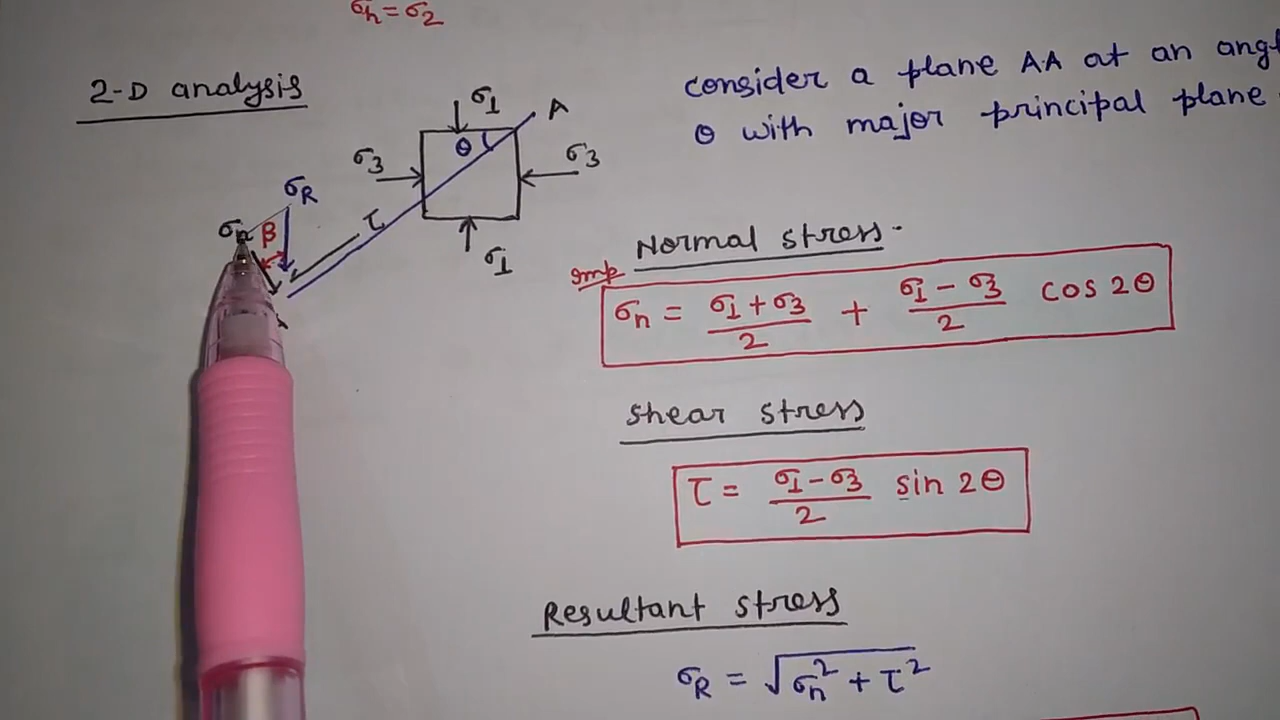 σn = σ2
2-D analysis
σ1
A
θ
σ3
σ3
σR
τ
σn
β
σ1
consider a plane AA at an
θ with major principal plane.
Normal stress.
Imp
σn = (σ1 + σ3)/2 + (σ1 - σ3)/2 cos 2θ
shear stress
τ = (σ1 - σ3)/2 sin 2θ
Resultant stress
σR = √(σn² + τ²)